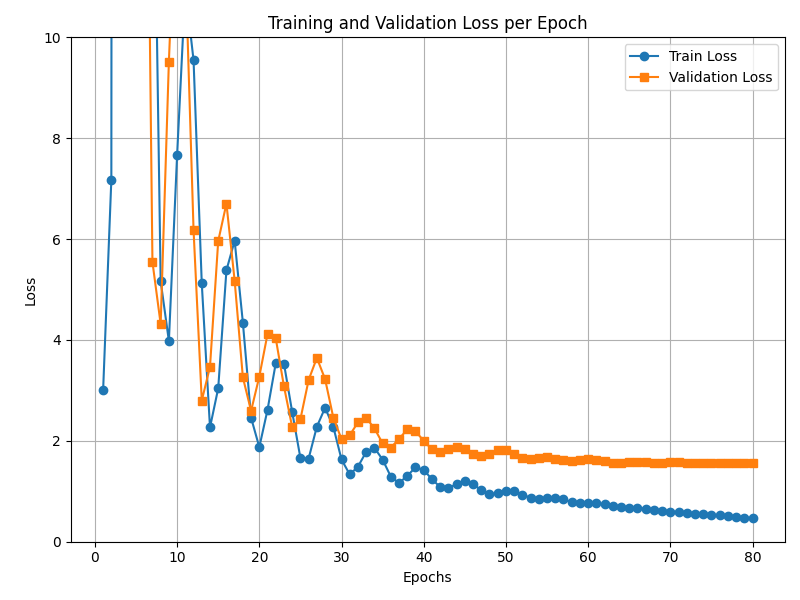 Training and Validation Loss per Epoch
Train Loss
Validation Loss
10
8
6
4
2
0
Loss
0 10 20 30 40 50 60 70 80
Epochs